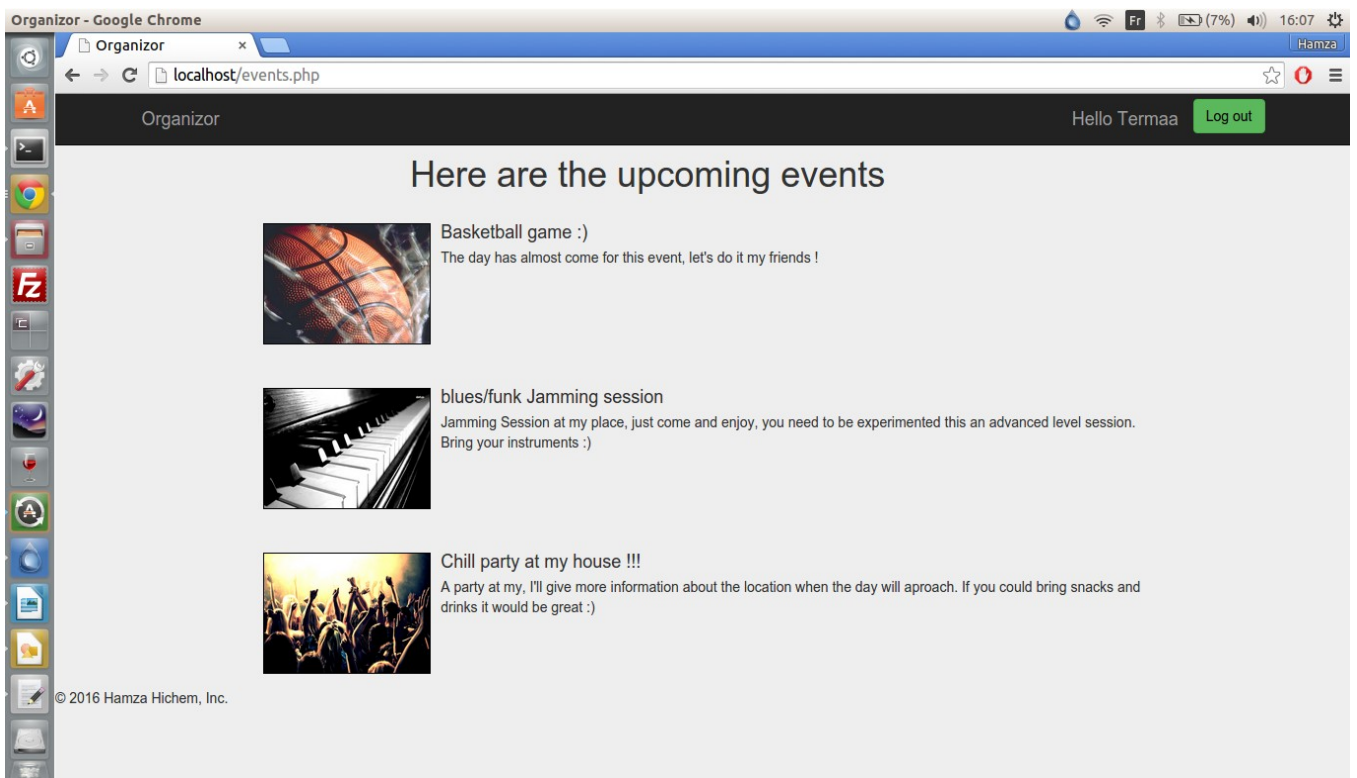 Organizor - Google Chrome
Fr
(7%)
16:07
Organizor
Hamza
localhost/events.php
Organizor
Hello Termaa
Log out
Here are the upcoming events
Basketball game :)
The day has almost come for this event, let's do it my friends !
blues/funk Jamming session
Jamming Session at my place, just come and enjoy, you need to be experimented this an advanced level session.
Bring your instruments :)
Chill party at my house !!!
A party at my, I'll give more information about the location when the day will aproach. If you could bring snacks and
drinks it would be great :)
© 2016 Hamza Hichem, Inc.